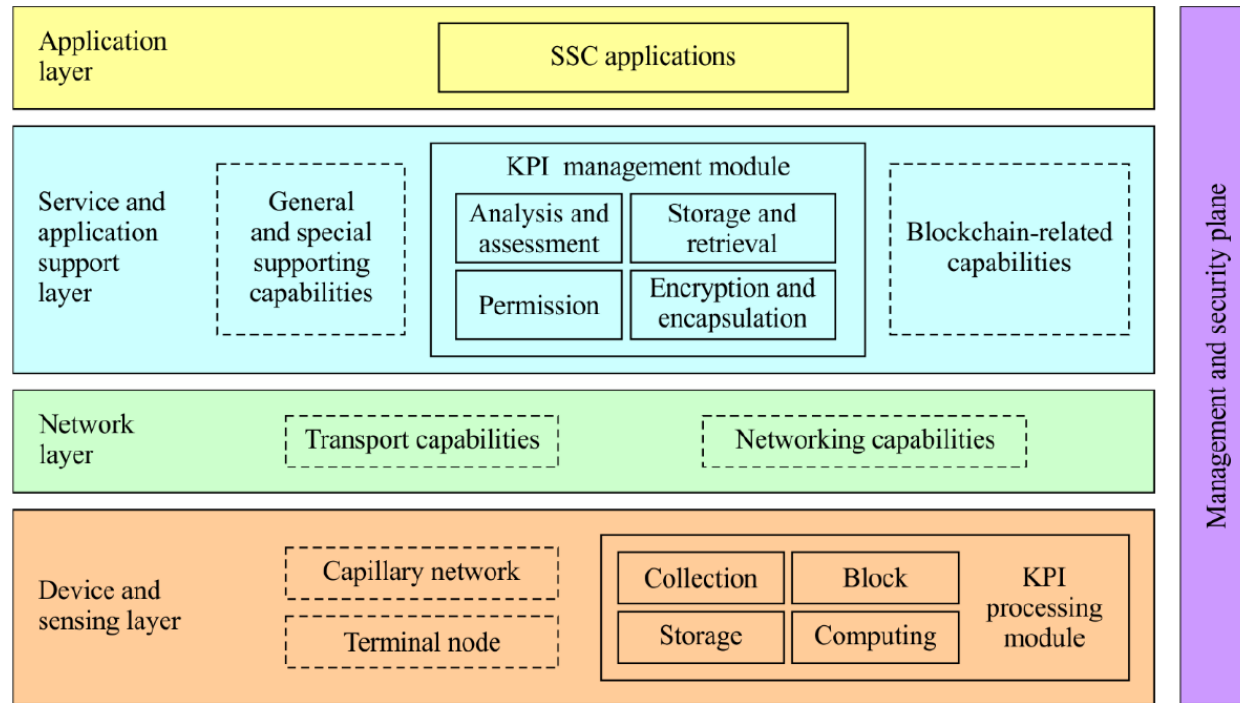 Application
layer
SSC applications
Service and
application
support
layer
General
and special
supporting
capabilities
KPI management module
Analysis and
assessment
Storage and
retrieval
Permission
Encryption and
encapsulation
Blockchain-related
capabilities
Network
layer
Transport capabilities
Networking capabilities
Device and
sensing layer
Capillary network
Terminal node
Collection
Block
Storage
Computing
KPI
processing
module
Management and security plane